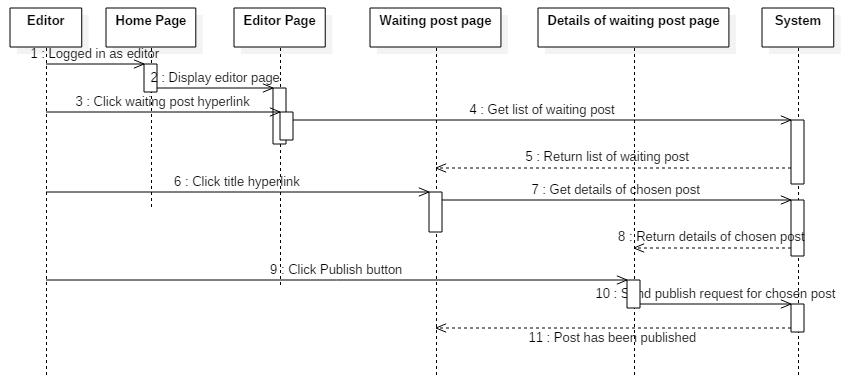 Editor
Home Page
Editor Page
Waiting post page
Details of waiting post page
System
1 : Logged in as editor
2 : Display editor page
3 : Click waiting post hyperlink
4 : Get list of waiting post
5 : Return list of waiting post
6 : Click title hyperlink
7 : Get details of chosen post
8 : Return details of chosen post
9 : Click Publish button
10 : Send publish request for chosen post
11 : Post has been published